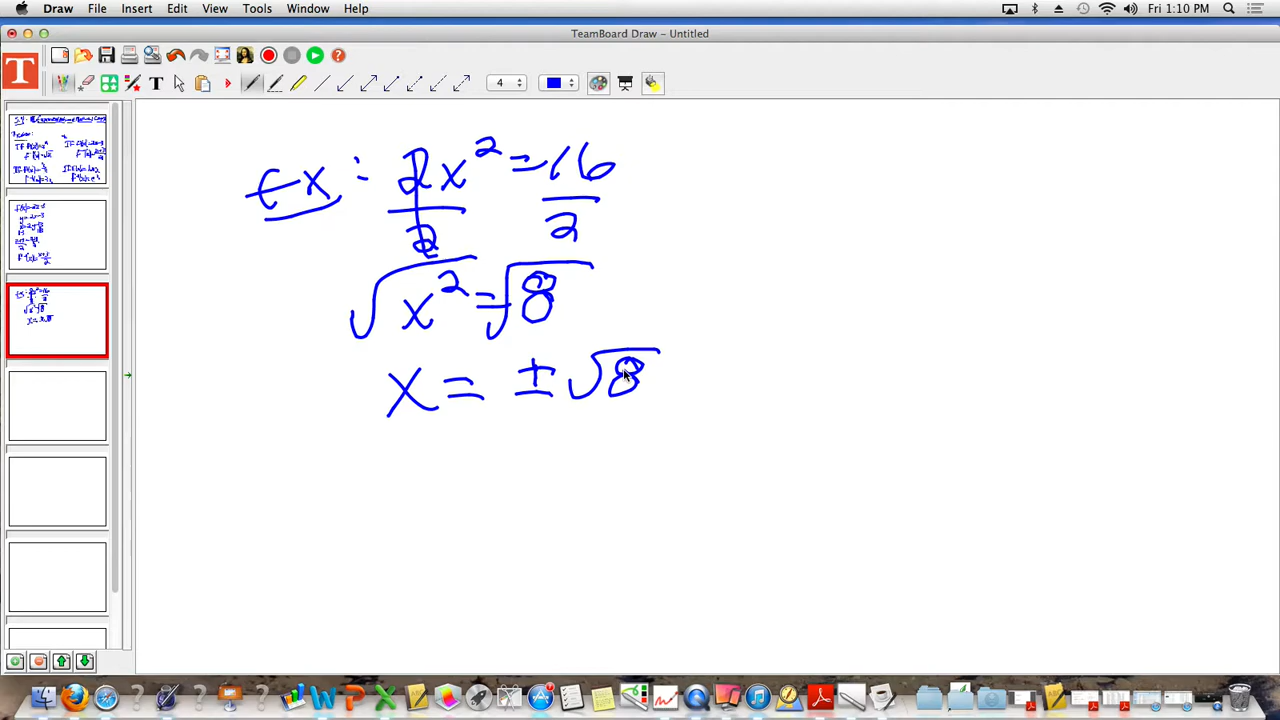 Draw File Insert Edit View Tools Window Help Fri 1:10 PM
TeamBoard Draw – Untitled
T T 4
Ex: 2x² = 16
2 2
√x² = √8
x = ± √8